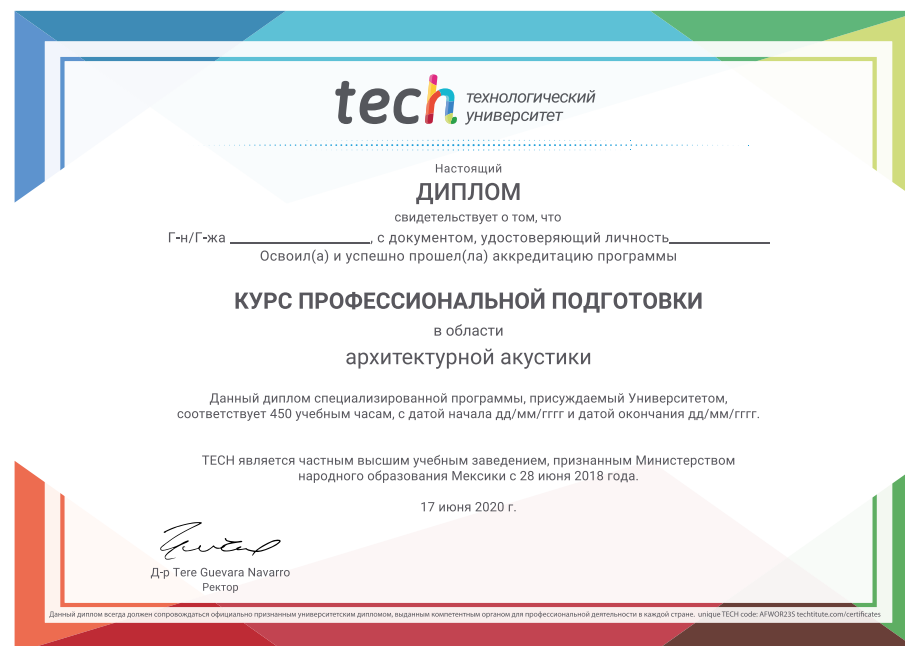 tech технологический
университет
Настоящий
ДИПЛОМ
свидетельствует о том, что
Г-н/Г-жа ____________________, с документом, удостоверяющий личность______________
Освоил(а) и успешно прошел(ла) аккредитацию программы
КУРС ПРОФЕССИОНАЛЬНОЙ ПОДГОТОВКИ
в области
архитектурной акустики
Данный диплом специализированной программы, присуждаемый Университетом,
соответствует 450 учебным часам, с датой начала дд/мм/гггг и датой окончания дд/мм/гггг.
TECH является частным высшим учебным заведением, признанным Министерством
народного образования Мексики с 28 июня 2018 года.
17 июня 2020 г.
Д-р Tere Guevara Navarro
Ректор
Данный диплом всегда должен сопровождаться официально признанным университетским дипломом, выданным компетентным органом для профессиональной деятельности в каждой стране. unique TECH code: AFWOR23S techtitute.com/certificates